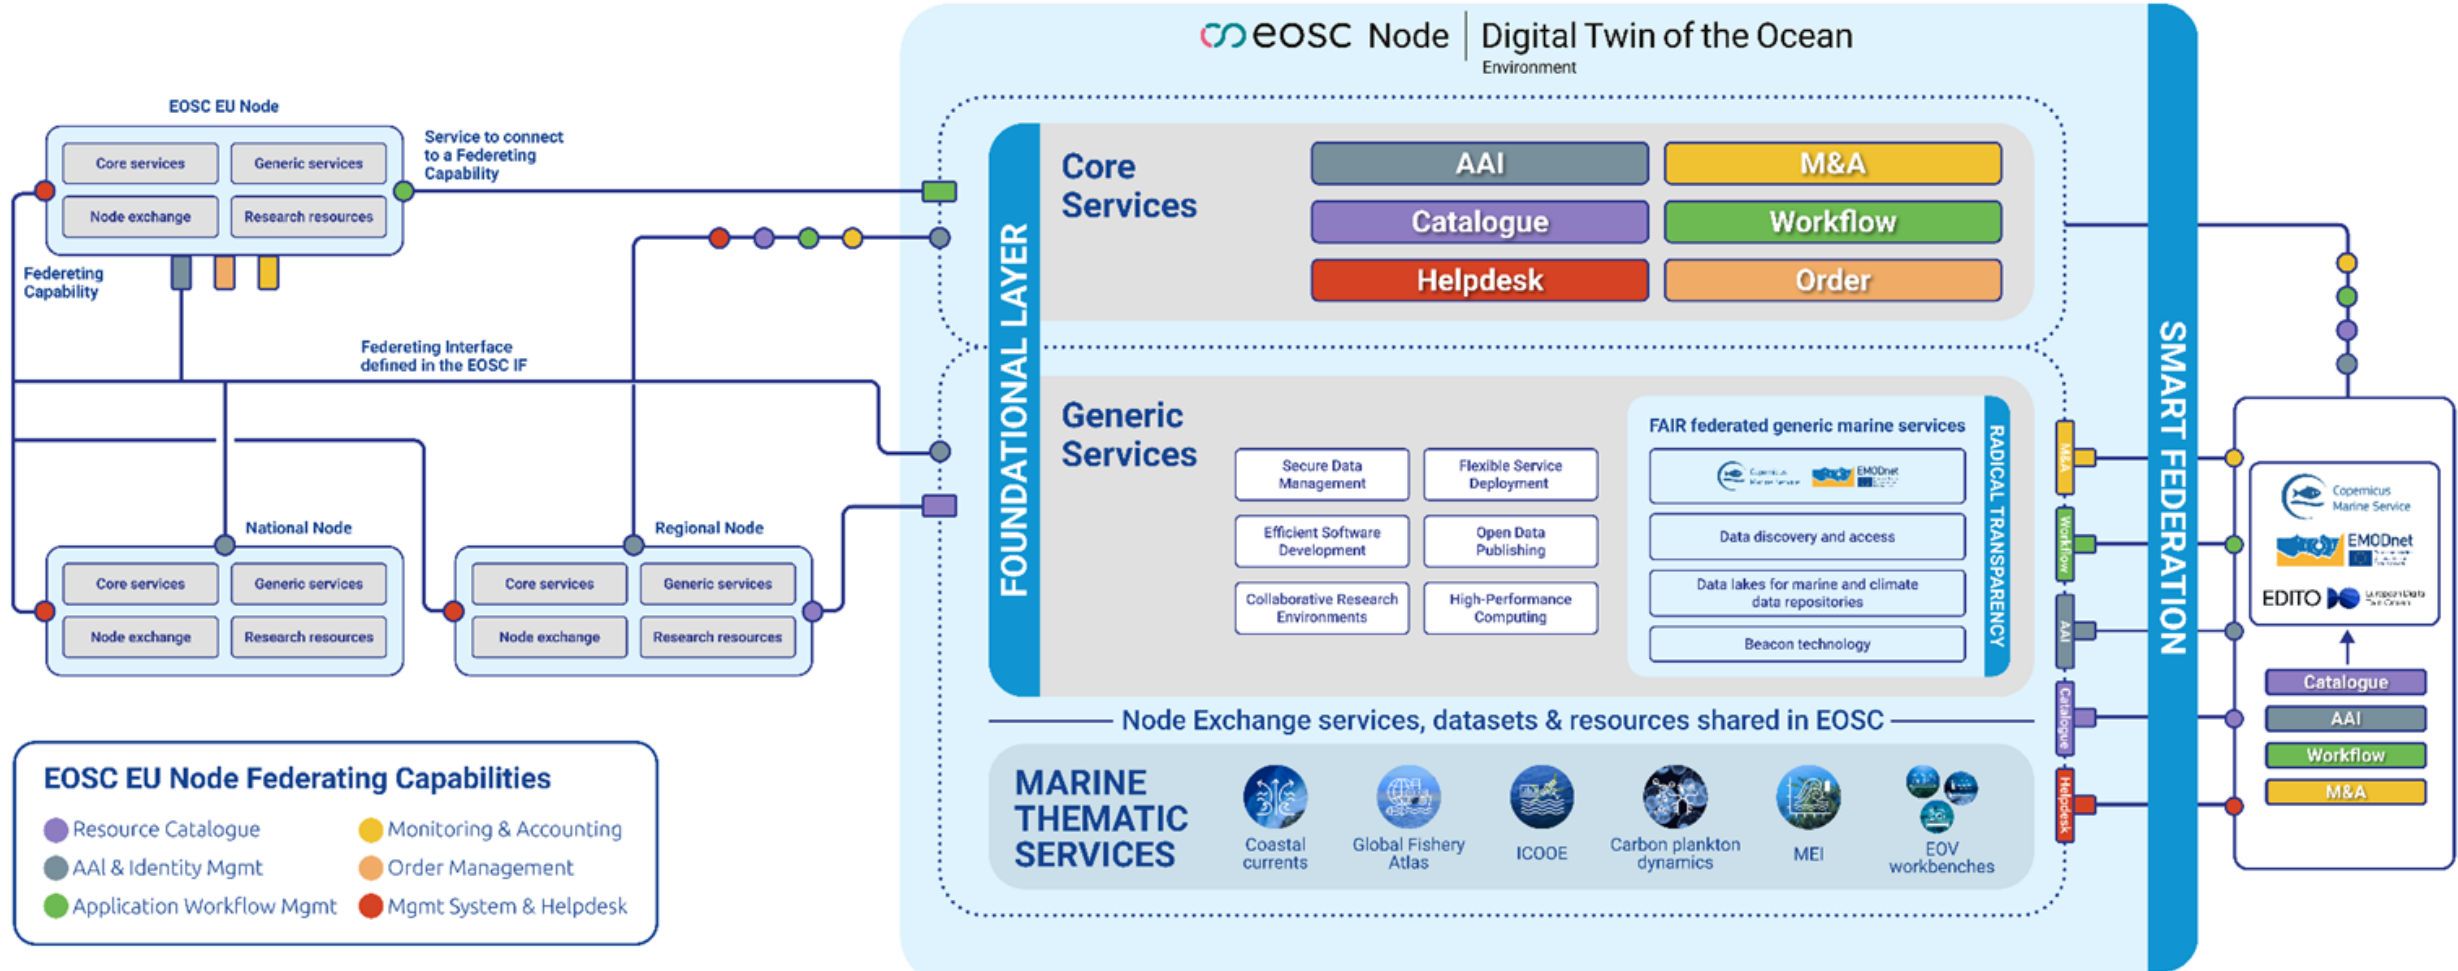 eosc Node
Digital Twin of the Ocean
Environment
EOSC EU Node
Core services
Generic services
Node exchange
Research resources
Service to connect
to a Federeting
Capability
Federeting
Capability
Federeting Interface
defined in the EOSC IF
National Node
Core services
Generic services
Node exchange
Research resources
Regional Node
Core services
Generic services
Node exchange
Research resources
EOSC EU Node Federating Capabilities
Resource Catalogue
Monitoring & Accounting
AAI & Identity Mgmt
Order Management
Application Workflow Mgmt
Mgmt System & Helpdesk
FOUNDATIONAL LAYER
Core
Services
AAI
M&A
Catalogue
Workflow
Helpdesk
Order
Generic
Services
Secure Data
Management
Flexible Service
Deployment
Efficient Software
Development
Open Data
Publishing
Collaborative Research
Environments
High-Performance
Computing
FAIR federated generic marine services
Copernicus
Marine Service
EMODnet
Data discovery and access
Data lakes for marine and climate
data repositories
Beacon technology
RADICAL TRANSPARENCY
Node Exchange services, datasets & resources shared in EOSC
MARINE
THEMATIC
SERVICES
Coastal
currents
Global Fishery
Atlas
ICOOE
Carbon plankton
dynamics
MEI
EOV
workbenches
M&A
Workflow
AAI
Catalogue
Helpdesk
SMART FEDERATION
Copernicus
Marine Service
EMODnet
EDITO
European Digital
Twin Ocean
Catalogue
AAI
Workflow
M&A